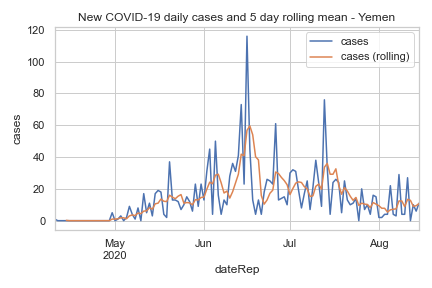 New COVID-19 daily cases and 5 day rolling mean - Yemen
cases
cases (rolling)
120
100
80
60
40
20
0
cases
May
2020
Jun
Jul
Aug
dateRep